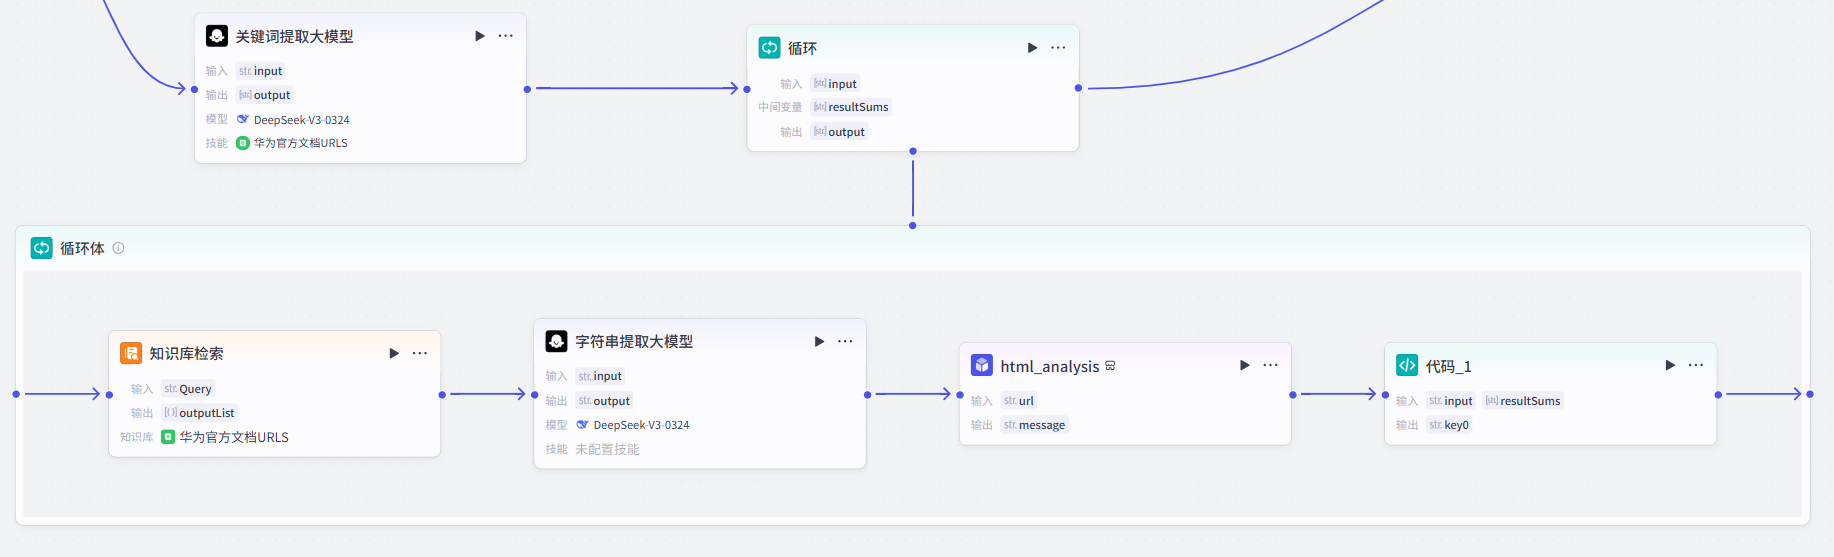 关键词提取大模型
输入 str. input
输出 [str] output
模型 DeepSeek-V3-0324
技能 华为官方文档URLS
循环
输入 [str] input
中间变量 [str] resultSums
输出 [str] output
循环体
知识库检索
输入 str. Query
输出 [{}] outputList
知识库 华为官方文档URLS
字符串提取大模型
输入 str. input
输出 str. output
模型 DeepSeek-V3-0324
技能 未配置技能
html_analysis
输入 str. url
输出 str. message
代码_1
输入 str. input [str] resultSums
输出 str. key0